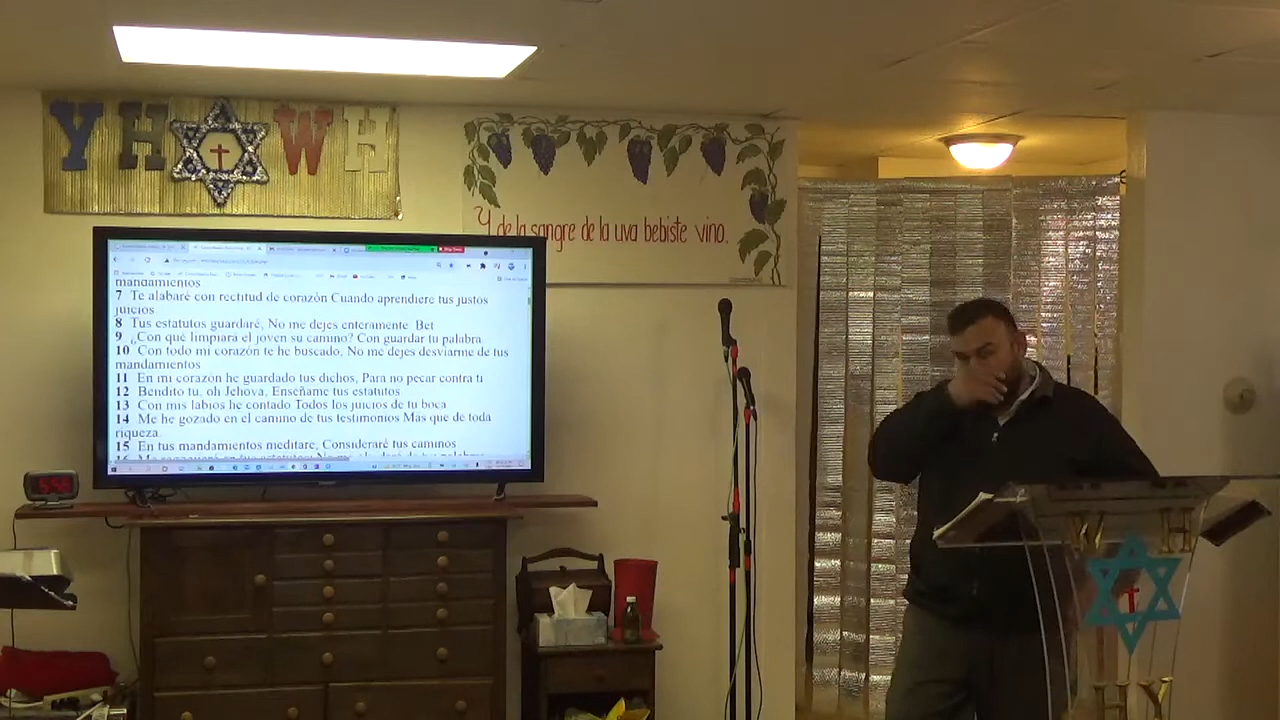 YH WH
Y de la sangre de la uva bebiste vino.
mandamientos
7 Te alabaré con rectitud de corazón Cuando aprendiere tus justos
juicios
8 Tus estatutos guardaré, No me dejes enteramente. Bet
9 ¿Con qué limpiará el joven su camino? Con guardar tu palabra
10 Con todo mi corazón te he buscado, No me dejes desviarme de tus
mandamientos
11 En mi corazón he guardado tus dichos, Para no pecar contra ti
12 Bendito tú, oh Jehová, Enséñame tus estatutos
13 Con mis labios he contado Todos los juicios de tu boca
14 Me he gozado en el camino de tus testimonios Más que de toda
riqueza.
15 En tus mandamientos meditaré, Consideraré tus caminos
5:56
W H